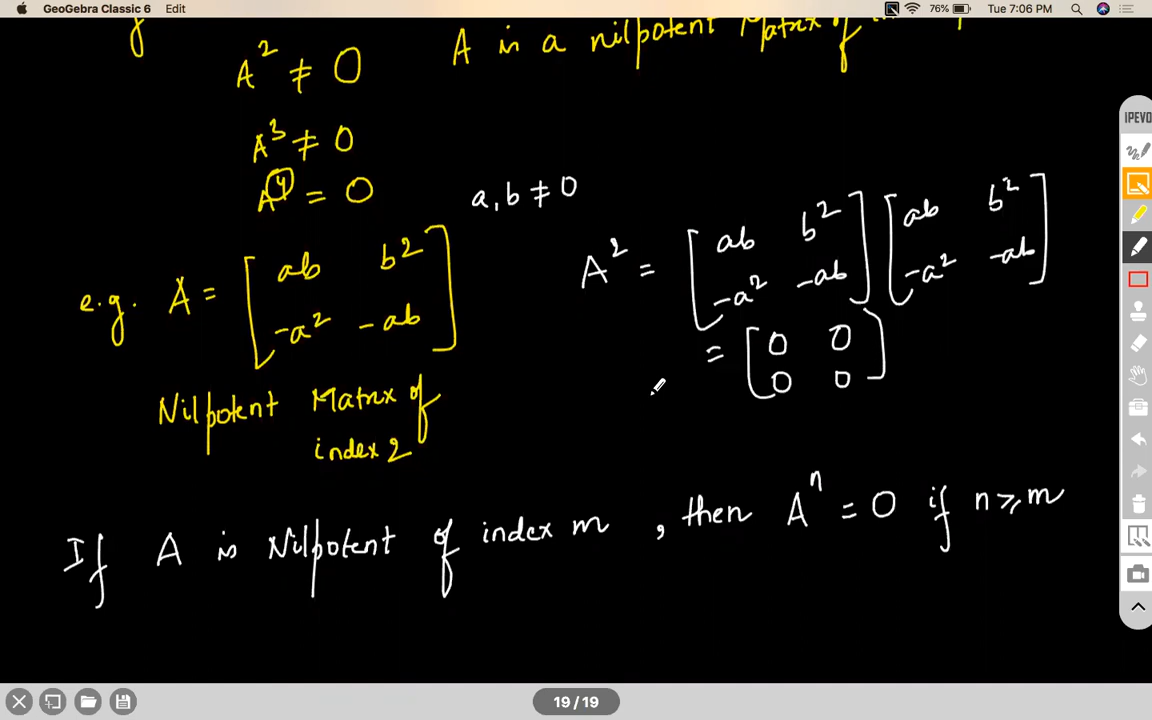 GeoGebra Classic 6 Edit 76% Tue 7:06 PM
A is a nilpotent Matrix of
A² ≠ 0
A³ ≠ 0
A⁴ = 0
a, b ≠ 0
e.g. A = [ab b² -a² -ab]
Nilpotent Matrix of
index 2
A² = [ab b² -a² -ab] [ab b² -a² -ab]
= [0 0 0 0]
If A is Nilpotent of index m, then Aⁿ = 0 if n ⩾ m
IPEVO
19 / 19